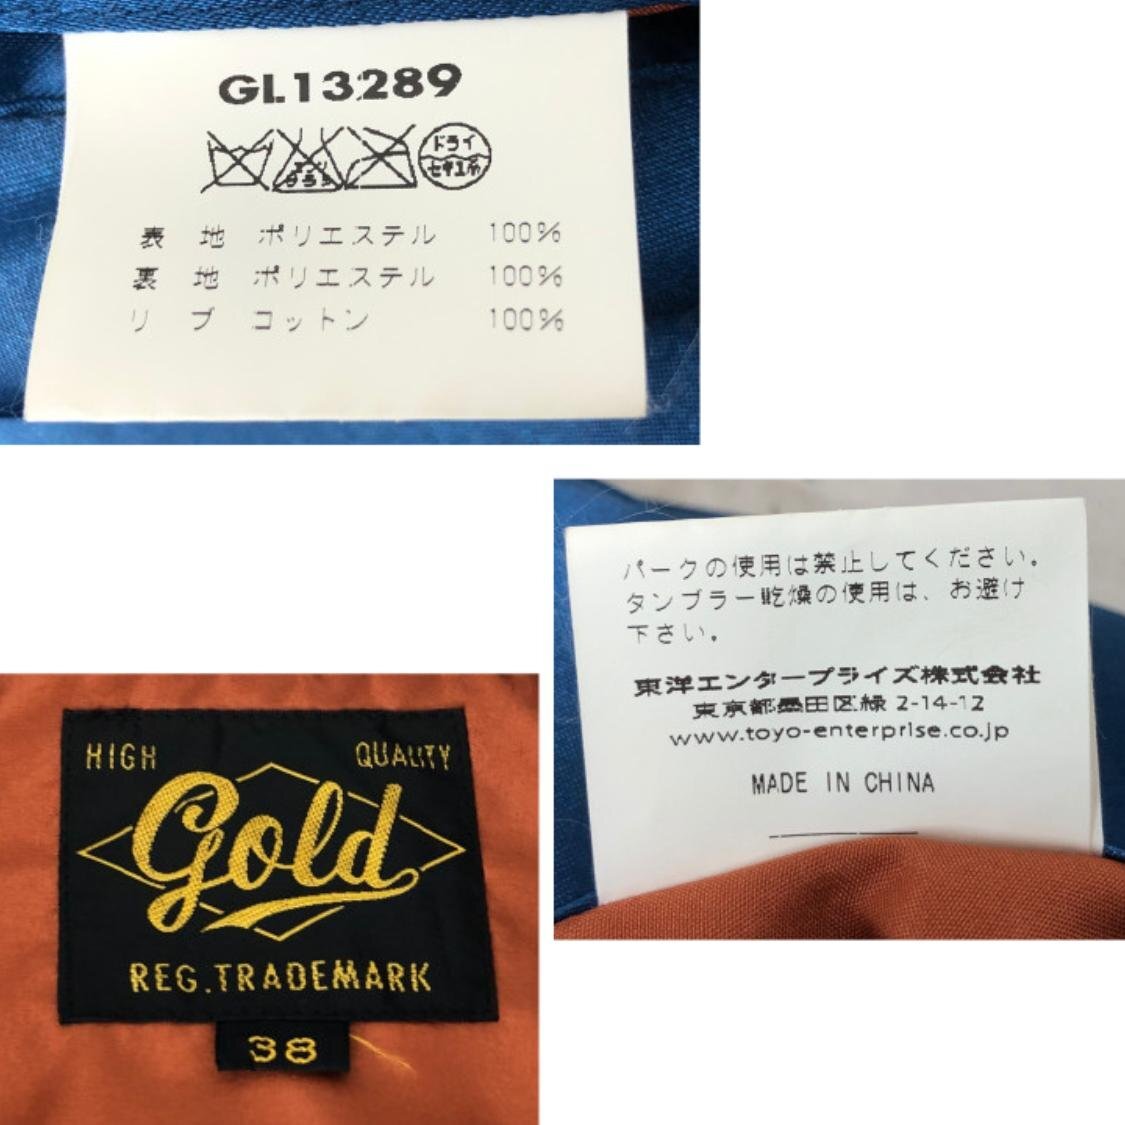 GL13289
ドライ
セキユ系
表 地 ポリエステル 100%
裏 地 ポリエステル 100%
リ ブ コットン 100%
パークの使用は禁止してください。
タンブラー乾燥の使用は、お避け
下さい。
東洋エンタープライズ株式会社
東京都墨田区緑 2-14-12
www.toyo-enterprise.co.jp
MADE IN CHINA
HIGH QUALITY
Gold
REG. TRADEMARK
38